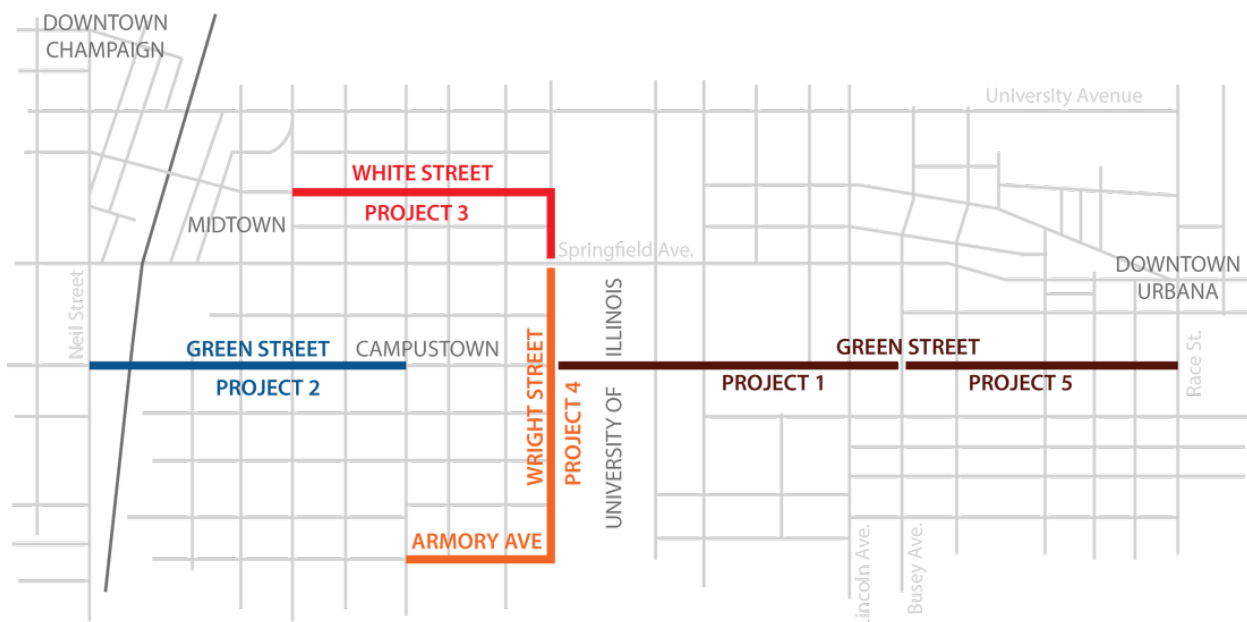 DOWNTOWN
CHAMPAIGN
University Avenue
WHITE STREET
PROJECT 3
MIDTOWN
Springfield Ave.
DOWNTOWN
URBANA
Neil Street
GREEN STREET
PROJECT 2
CAMPUSTOWN
WRIGHT STREET
PROJECT 4
UNIVERSITY OF ILLINOIS
GREEN STREET
PROJECT 1
PROJECT 5
Race St.
ARMORY AVE
Lincoln Ave.
Busey Ave.